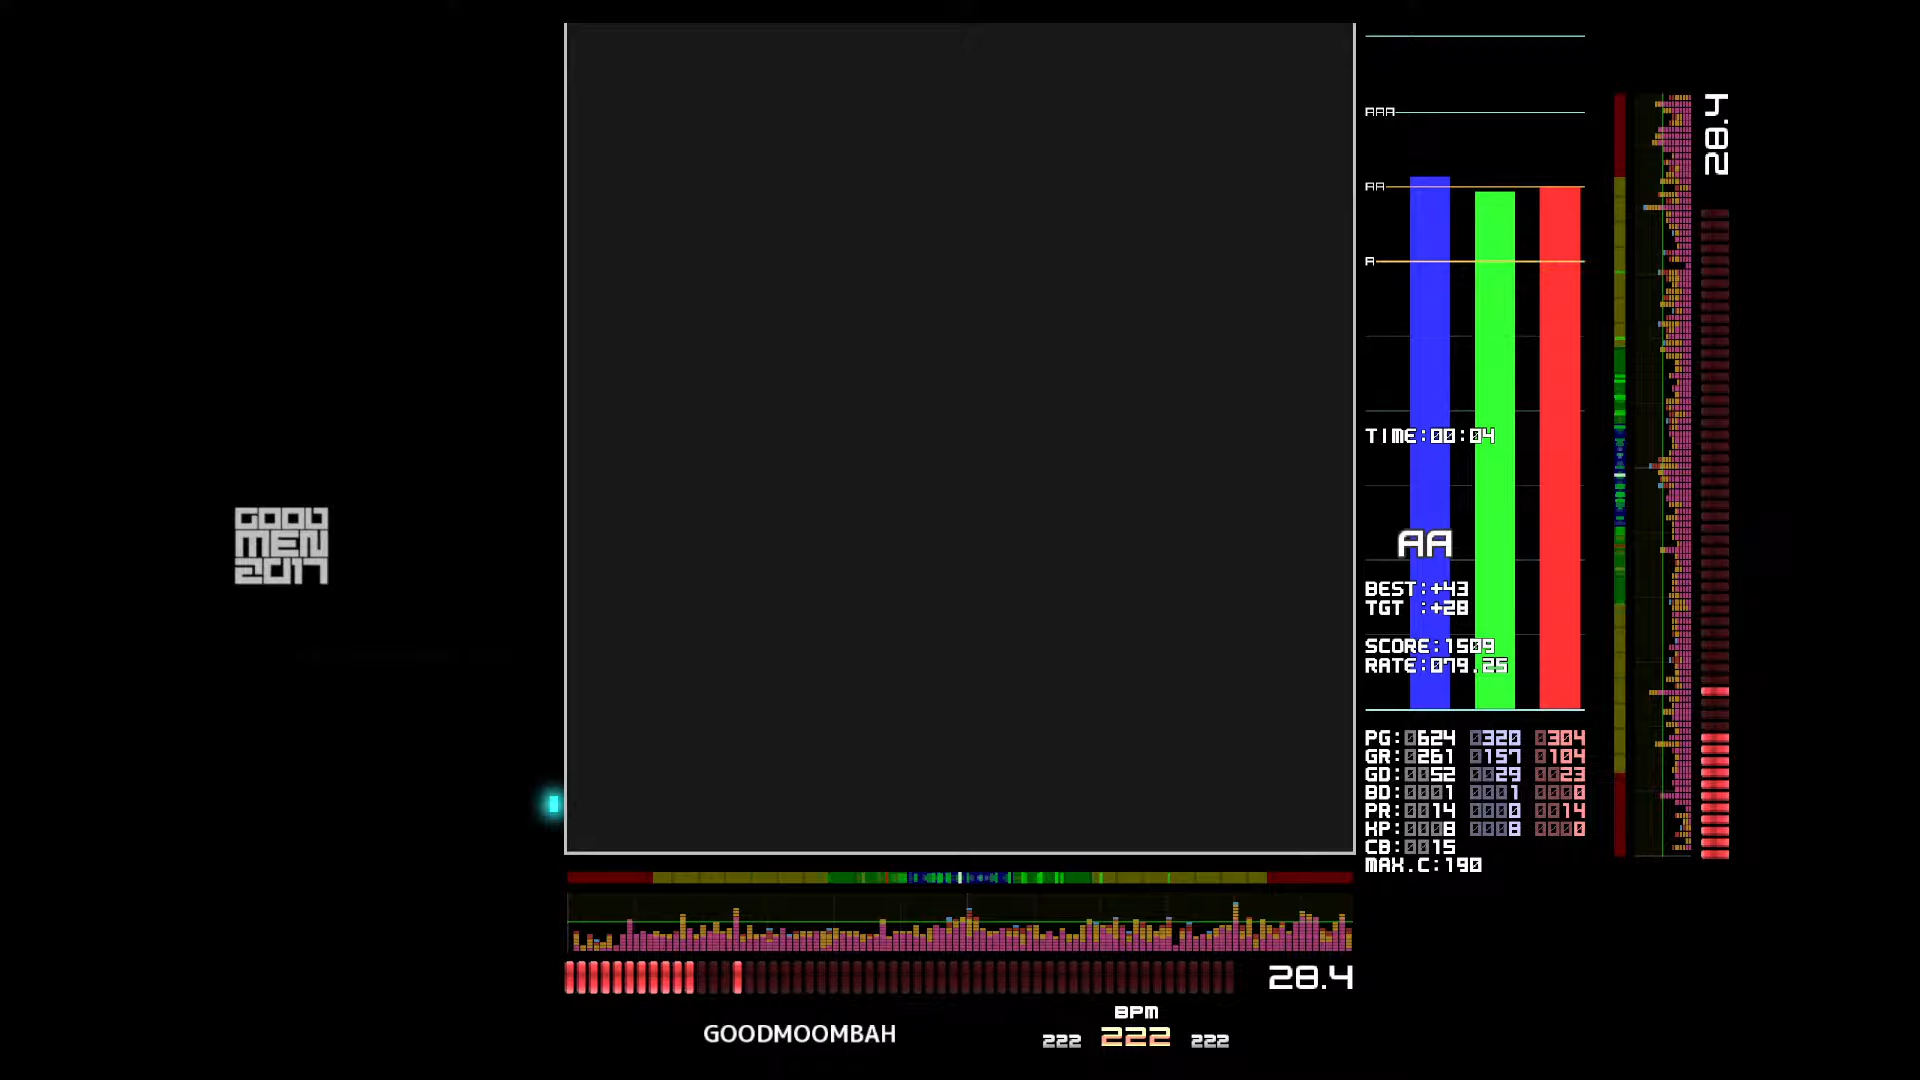 GOOD
MEN
2017
AAA
AA
A
TIME:00:04
AA
BEST:+43
TGT :+28
SCORE:1509
RATE:079.25
PG:0624 0320 0304
GR:0261 0157 0104
GD:0052 0029 0023
BD:0001 0001 0000
PR:0014 0000 0014
KP:0008 0008 0000
CB:0015
MAX.C:190
28.4
28.4
BPM
222 222 222
GOODMOOMBAH